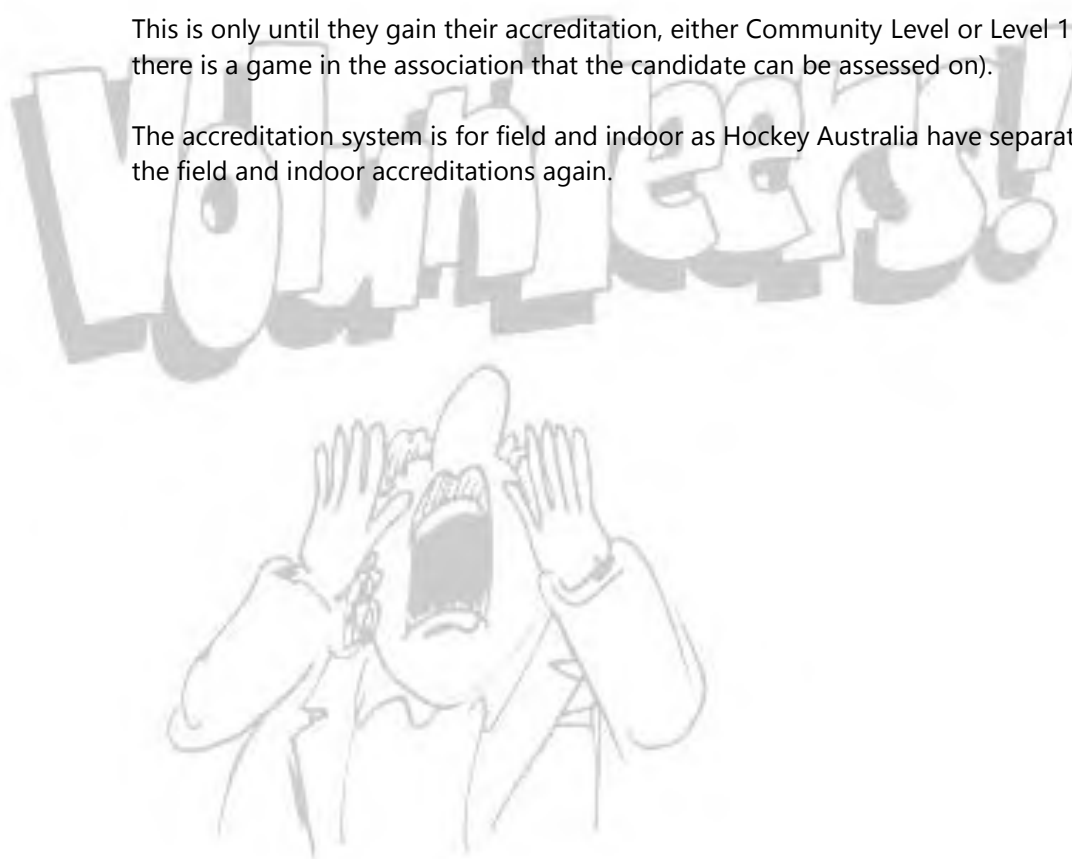 This is only until they gain their accreditation, either Community Level or Level 1
there is a game in the association that the candidate can be assessed on).
The accreditation system is for field and indoor as Hockey Australia have separat
the field and indoor accreditations again.
Volunteers!